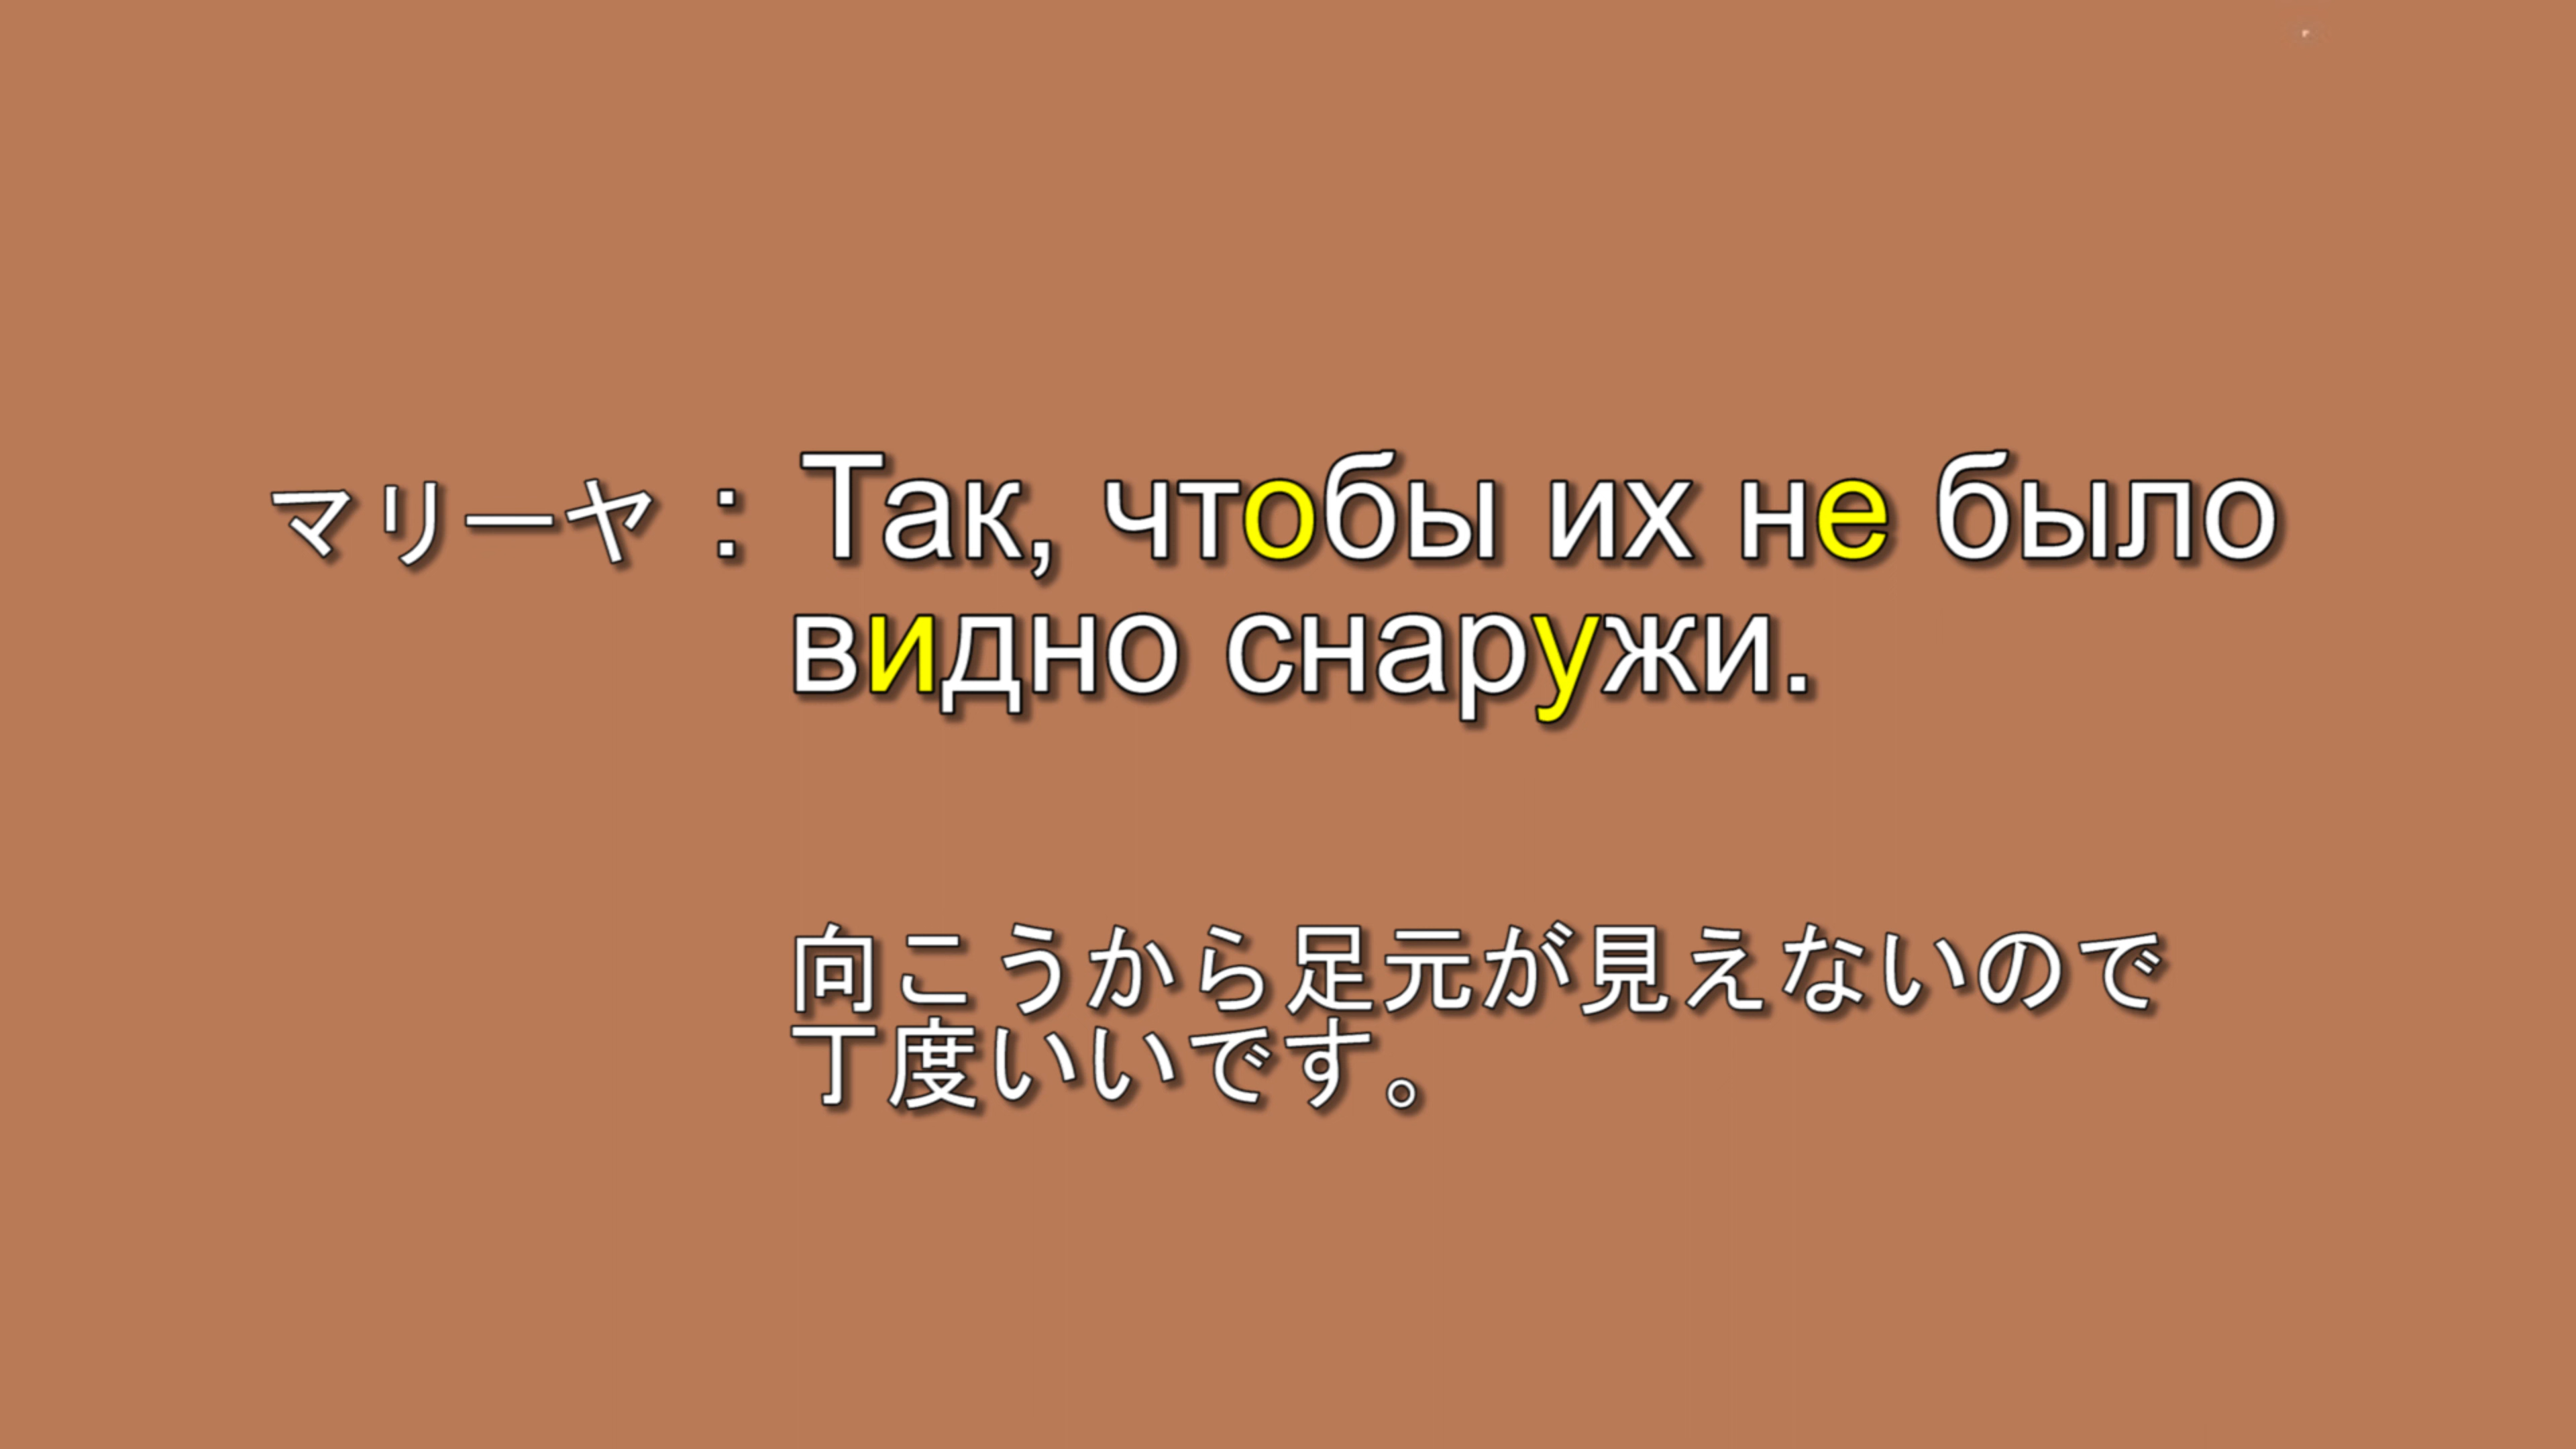 マリーヤ：Так, чтобы их не было
видно снаружи.
向こうから足元が見えないので
丁度いいです。